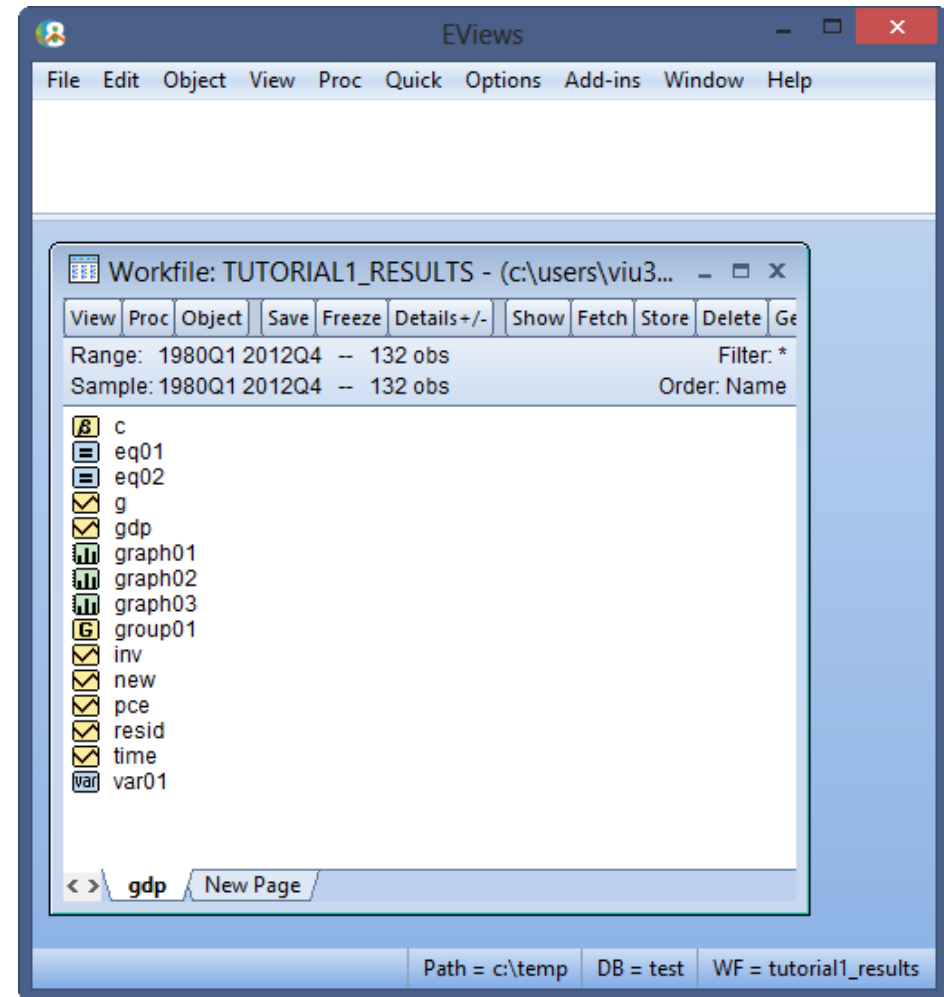 EViews
File Edit Object View Proc Quick Options Add-ins Window Help
Workfile: TUTORIAL1_RESULTS - (c:\users\viu3...
View Proc Object Save Freeze Details+/- Show Fetch Store Delete Ge
Range: 1980Q1 2012Q4 -- 132 obs Filter: *
Sample: 1980Q1 2012Q4 -- 132 obs Order: Name
β c
eq01
eq02
g
gdp
graph01
graph02
graph03
G group01
inv
new
pce
resid
time
var var01
< > gdp New Page
Path = c:\temp DB = test WF = tutorial1_results